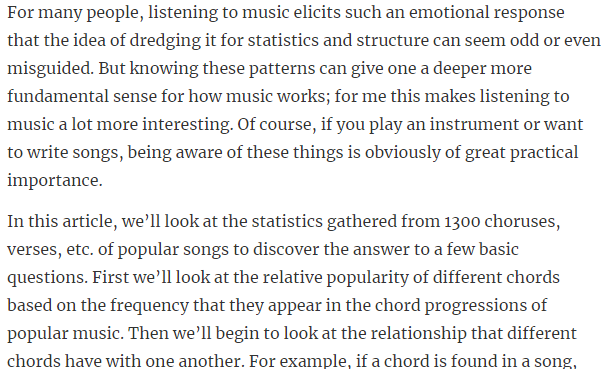 For many people, listening to music elicits such an emotional response
that the idea of dredging it for statistics and structure can seem odd or even
misguided. But knowing these patterns can give one a deeper more
fundamental sense for how music works; for me this makes listening to
music a lot more interesting. Of course, if you play an instrument or want
to write songs, being aware of these things is obviously of great practical
importance.
In this article, we’ll look at the statistics gathered from 1300 choruses,
verses, etc. of popular songs to discover the answer to a few basic
questions. First we’ll look at the relative popularity of different chords
based on the frequency that they appear in the chord progressions of
popular music. Then we’ll begin to look at the relationship that different
chords have with one another. For example, if a chord is found in a song,